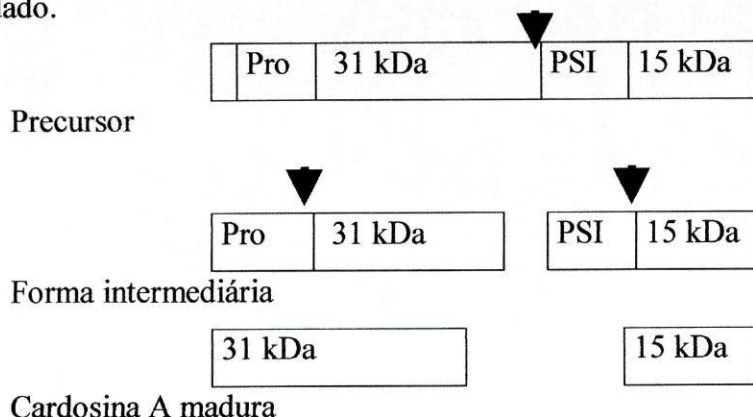 lado.
Pro 31 kDa PSI 15 kDa
Precursor
Pro 31 kDa PSI 15 kDa
Forma intermediária
31 kDa 15 kDa
Cardosina A madura